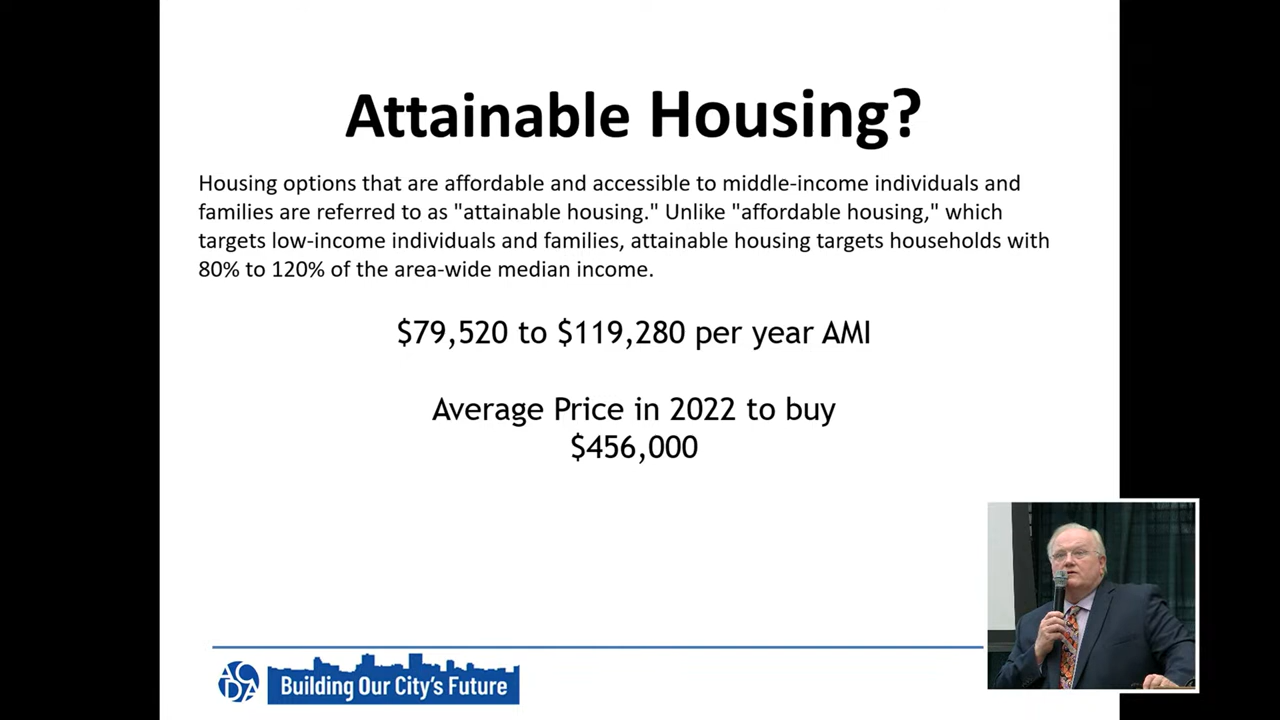 Attainable Housing?
Housing options that are affordable and accessible to middle-income individuals and
families are referred to as "attainable housing." Unlike "affordable housing," which
targets low-income individuals and families, attainable housing targets households with
80% to 120% of the area-wide median income.
$79,520 to $119,280 per year AMI
Average Price in 2022 to buy
$456,000
ACDA
Building Our City's Future